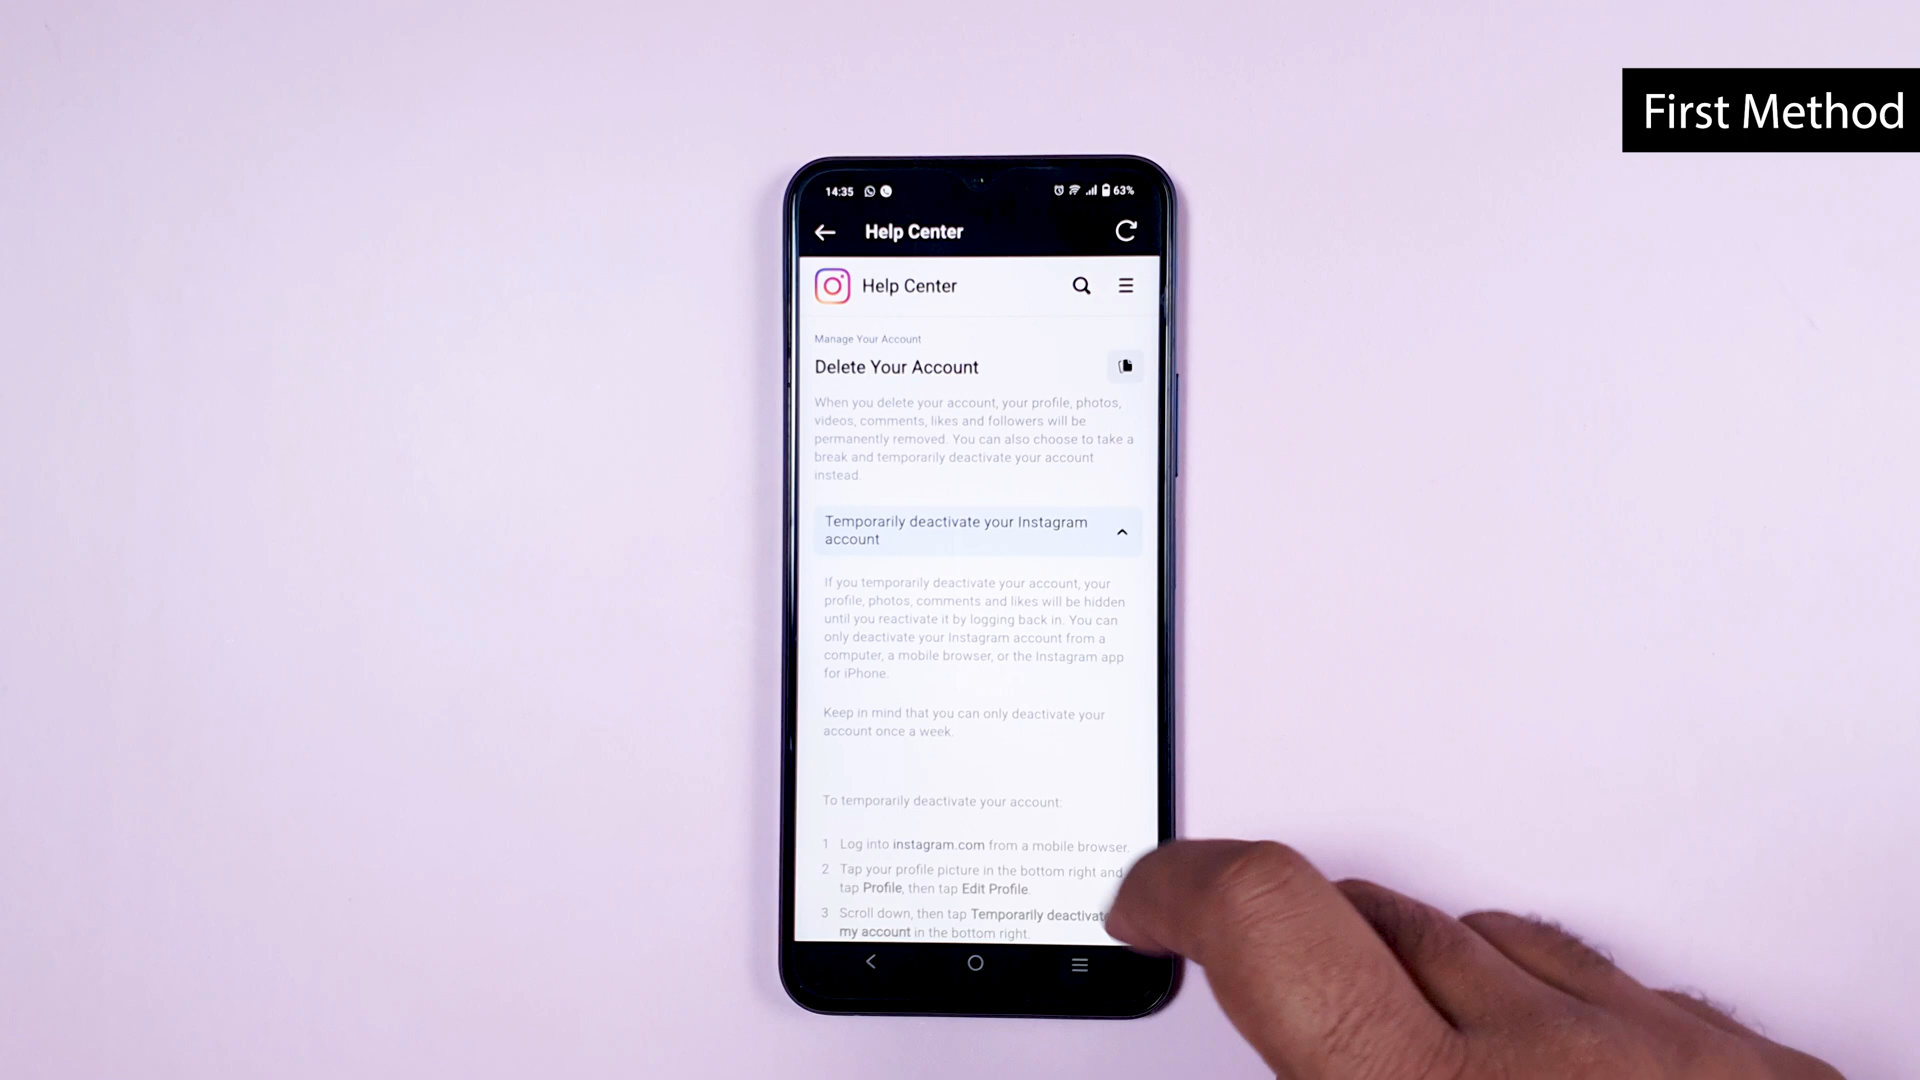 First Method
14:35 63%
Help Center
Help Center
Manage Your Account
Delete Your Account
When you delete your account, your profile, photos,
videos, comments, likes and followers will be
permanently removed. You can also choose to take a
break and temporarily deactivate your account
instead.
Temporarily deactivate your Instagram
account
If you temporarily deactivate your account, your
profile, photos, comments and likes will be hidden
until you reactivate it by logging back in. You can
only deactivate your Instagram account from a
computer, a mobile browser, or the Instagram app
for iPhone.
Keep in mind that you can only deactivate your
account once a week.
To temporarily deactivate your account:
1 Log into instagram.com from a mobile browser.
2 Tap your profile picture in the bottom right and
tap Profile, then tap Edit Profile.
3 Scroll down, then tap Temporarily deactivate
my account in the bottom right.